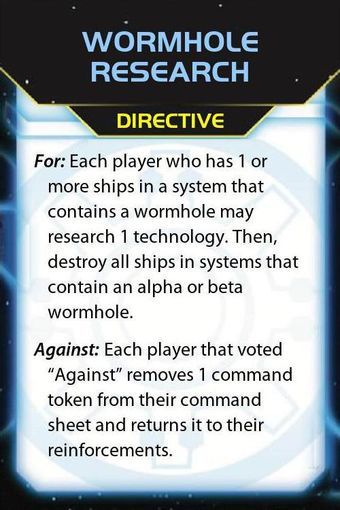 WORMHOLE
RESEARCH
DIRECTIVE
For: Each player who has 1 or
more ships in a system that
contains a wormhole may
research 1 technology. Then,
destroy all ships in systems that
contain an alpha or beta
wormhole.
Against: Each player that voted
“Against” removes 1 command
token from their command
sheet and returns it to their
reinforcements.